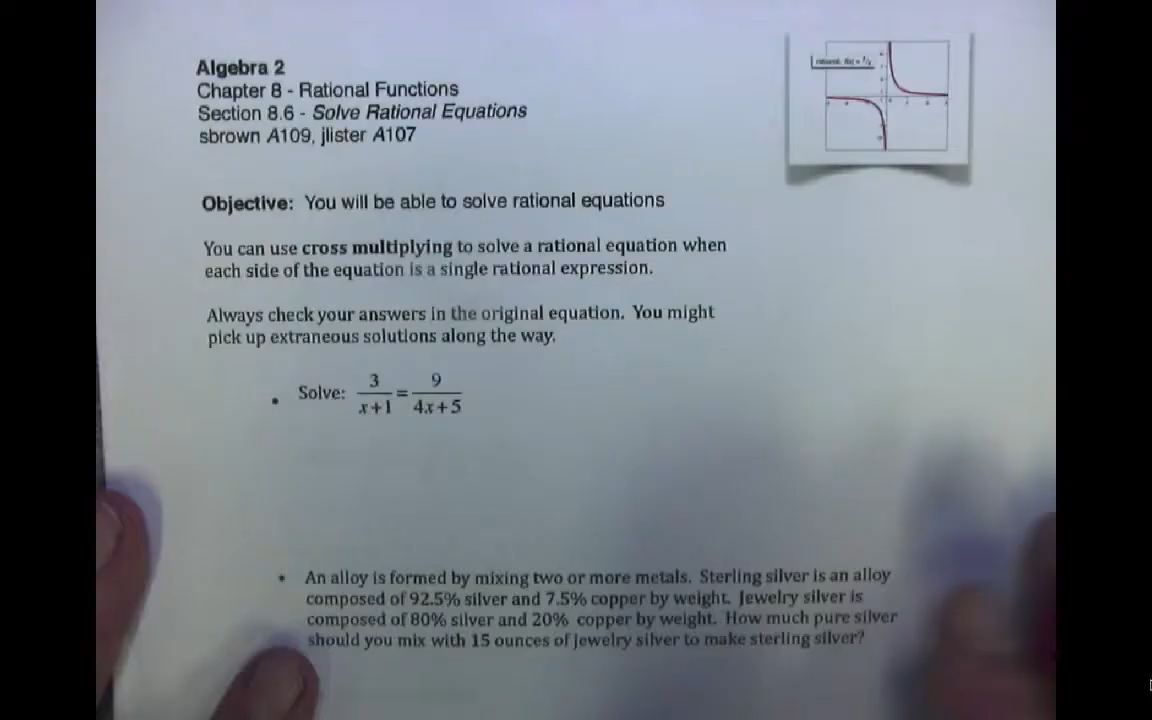 Algebra 2
Chapter 8 - Rational Functions
Section 8.6 - Solve Rational Equations
sbrown A109, jlister A107
Objective: You will be able to solve rational equations
You can use cross multiplying to solve a rational equation when
each side of the equation is a single rational expression.
Always check your answers in the original equation. You might
pick up extraneous solutions along the way.
• Solve: 3/(x+1) = 9/(4x+5)
• An alloy is formed by mixing two or more metals. Sterling silver is an alloy
composed of 92.5% silver and 7.5% copper by weight. Jewelry silver is
composed of 80% silver and 20% copper by weight. How much pure silver
should you mix with 15 ounces of jewelry silver to make sterling silver?